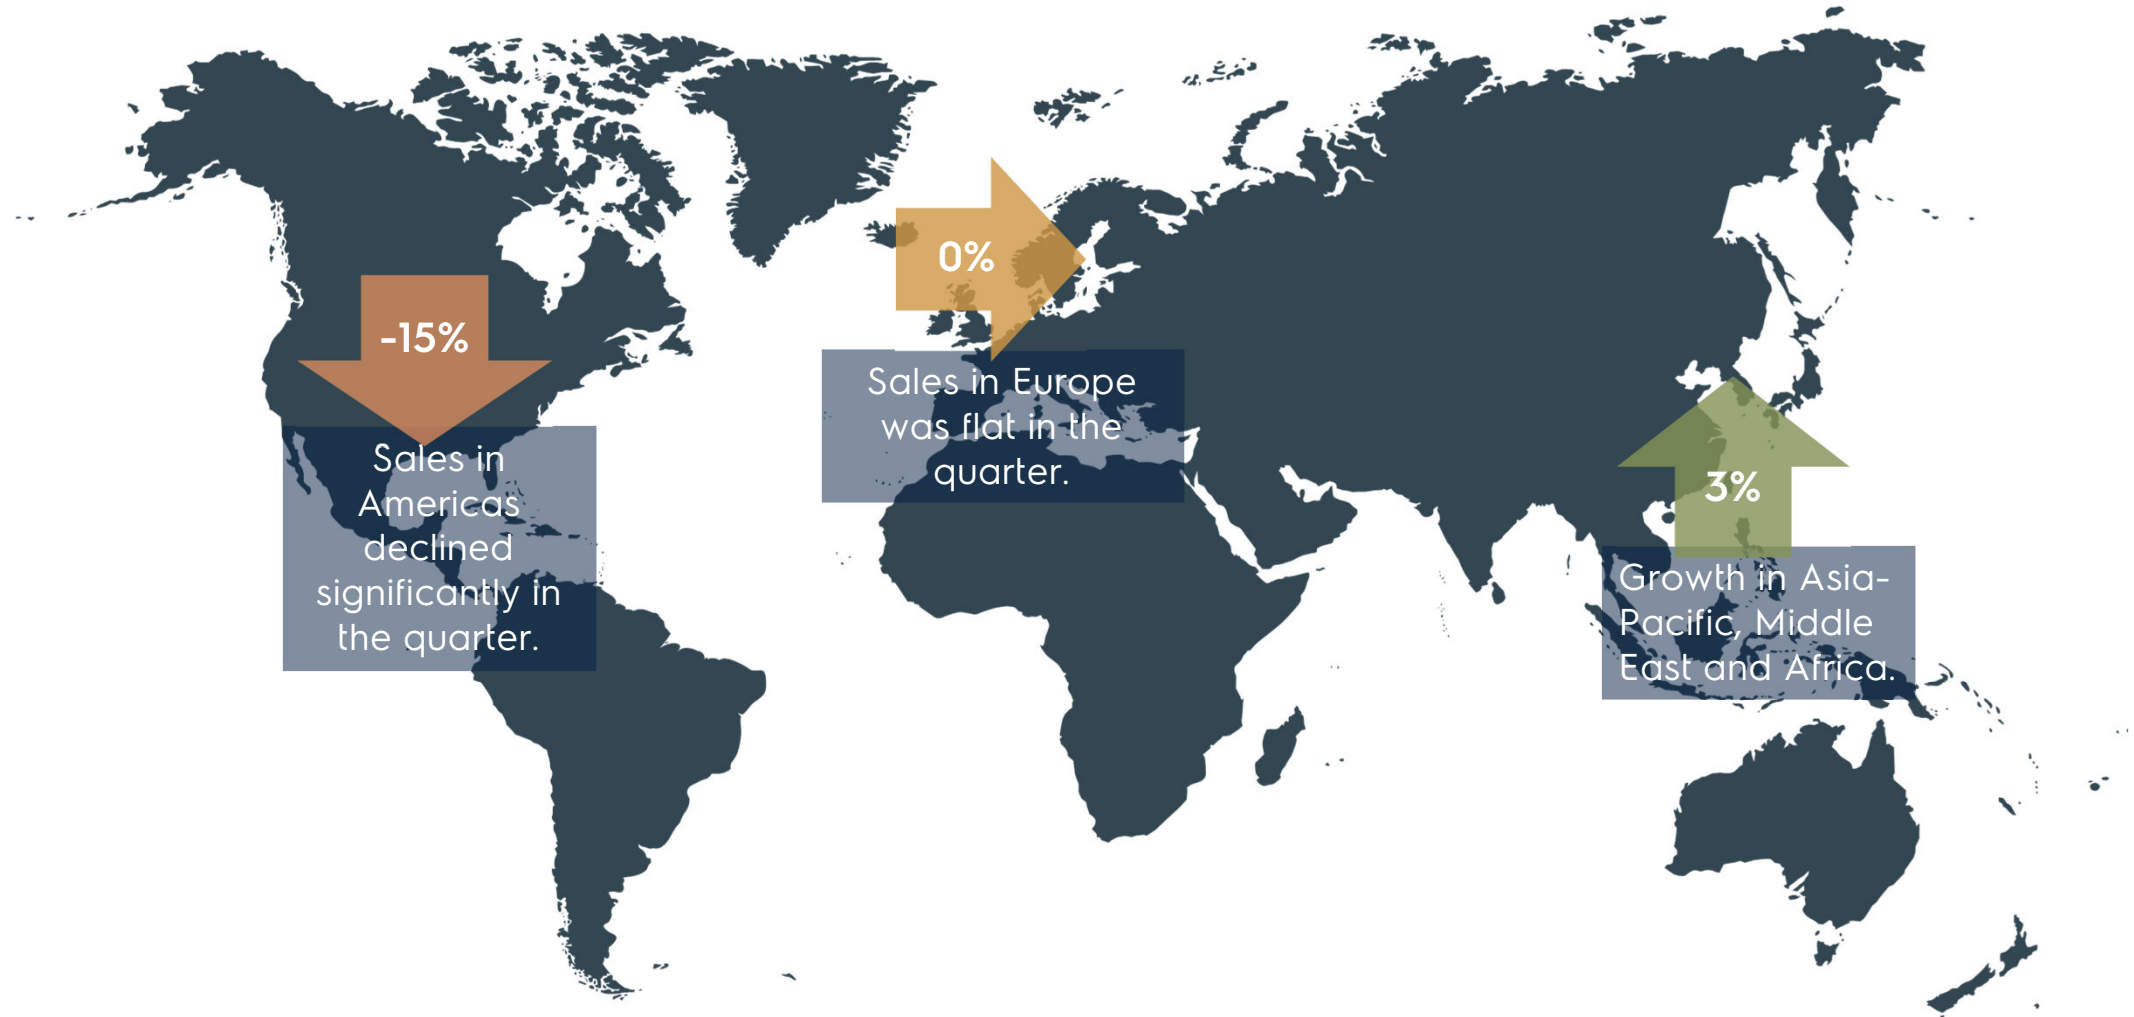 -15%
Sales in
Americas
declined
significantly in
the quarter.
0%
Sales in Europe
was flat in the
quarter.
3%
Growth in Asia-
Pacific, Middle
East and Africa.